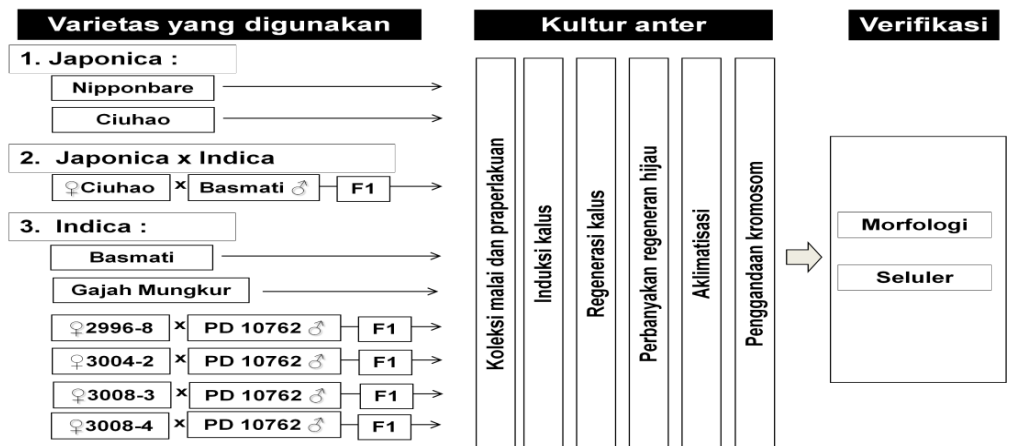 Varietas yang digunakan
1. Japonica :
Nipponbare
Ciuhao
2. Japonica x Indica
♀Ciuhao x Basmati ♂ F1
3. Indica :
Basmati
Gajah Mungkur
♀2996-8 x PD 10762 ♂ F1
♀3004-2 x PD 10762 ♂ F1
♀3008-3 x PD 10762 ♂ F1
♀3008-4 x PD 10762 ♂ F1
Kultur anter
Koleksi malai dan praperlakuan
Induksi kalus
Regenerasi kalus
Perbanyakan regeneran hijau
Aklimatisasi
Penggandaan kromosom
Verifikasi
Morfologi
Seluler